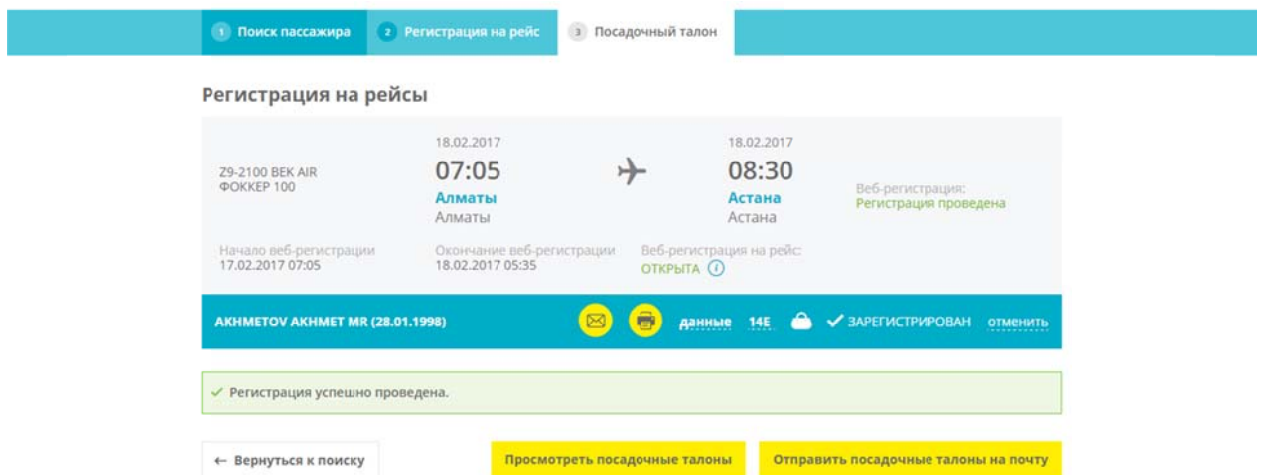 1 Поиск пассажира 2 Регистрация на рейс 3 Посадочный талон
Регистрация на рейсы
18.02.2017 18.02.2017
Z9-2100 BEK AIR 07:05 08:30
ФОККЕР 100 Алматы Астана Веб-регистрация:
Алматы Астана Регистрация проведена
Начало веб-регистрации Окончание веб-регистрации Веб-регистрация на рейс:
17.02.2017 07:05 18.02.2017 05:35 ОТКРЫТА i
AKHMETOV AKHMET MR (28.01.1998) данные 14E ЗАРЕГИСТРИРОВАН отменить
Регистрация успешно проведена.
← Вернуться к поиску Просмотреть посадочные талоны Отправить посадочные талоны на почту